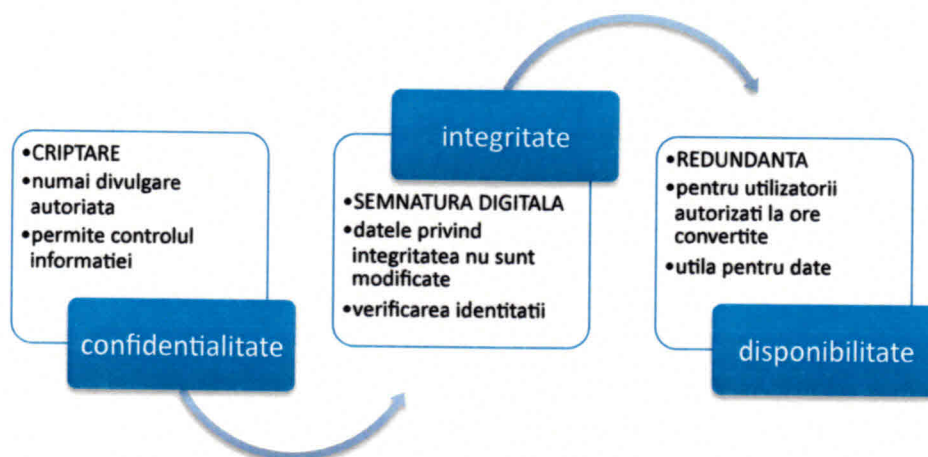 •CRIPTARE
•numai divulgare
autoriata
•permite controlul
informatiei
confidentialitate
integritate
•SEMNATURA DIGITALA
•datele privind
integritatea nu sunt
modificate
•verificarea identitatii
•REDUNDANTA
•pentru utilizatorii
autorizati la ore
convertite
•utila pentru date
disponibilitate